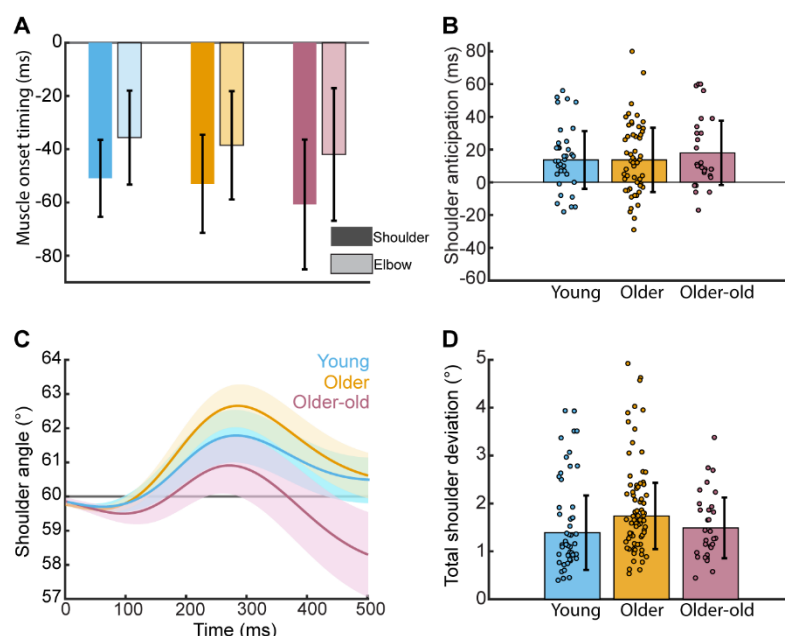 A
0
-20
-40
-60
-80
Muscle onset timing (ms)
Shoulder
Elbow
B
80
60
40
20
0
-20
-40
-60
Shoulder anticipation (ms)
Young Older Older-old
C
64
63
62
61
60
59
58
57
Shoulder angle (°)
Young
Older
Older-old
0 100 200 300 400 500
Time (ms)
D
5
4
3
2
1
0
Total shoulder deviation (°)
Young Older Older-old